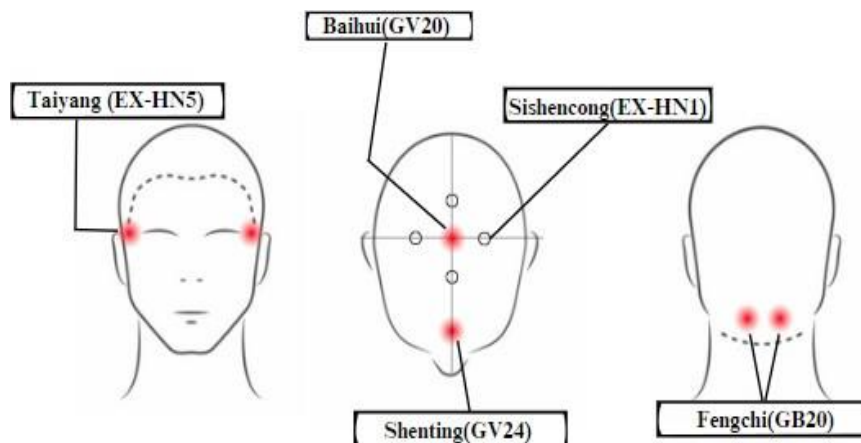 Baihui(GV20)
Taiyang (EX-HN5)
Sishencong(EX-HN1)
Shenting(GV24)
Fengchi(GB20)